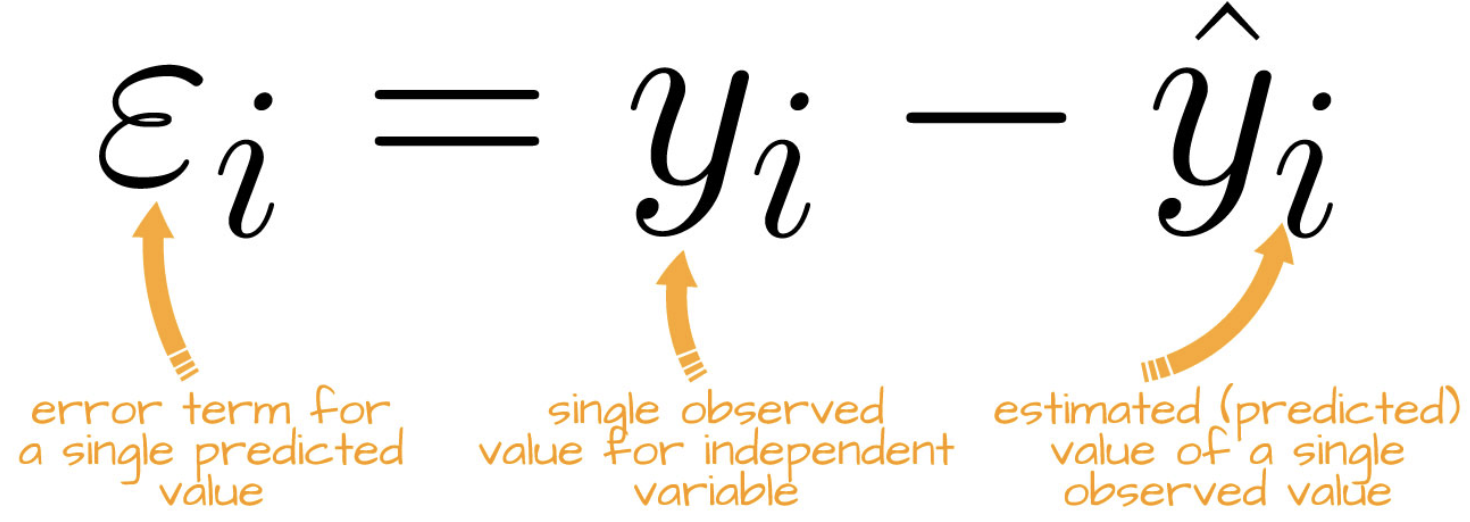 εᵢ = yᵢ − ŷᵢ
error term for
a single predicted
value
single observed
value for independent
variable
estimated (predicted)
value of a single
observed value